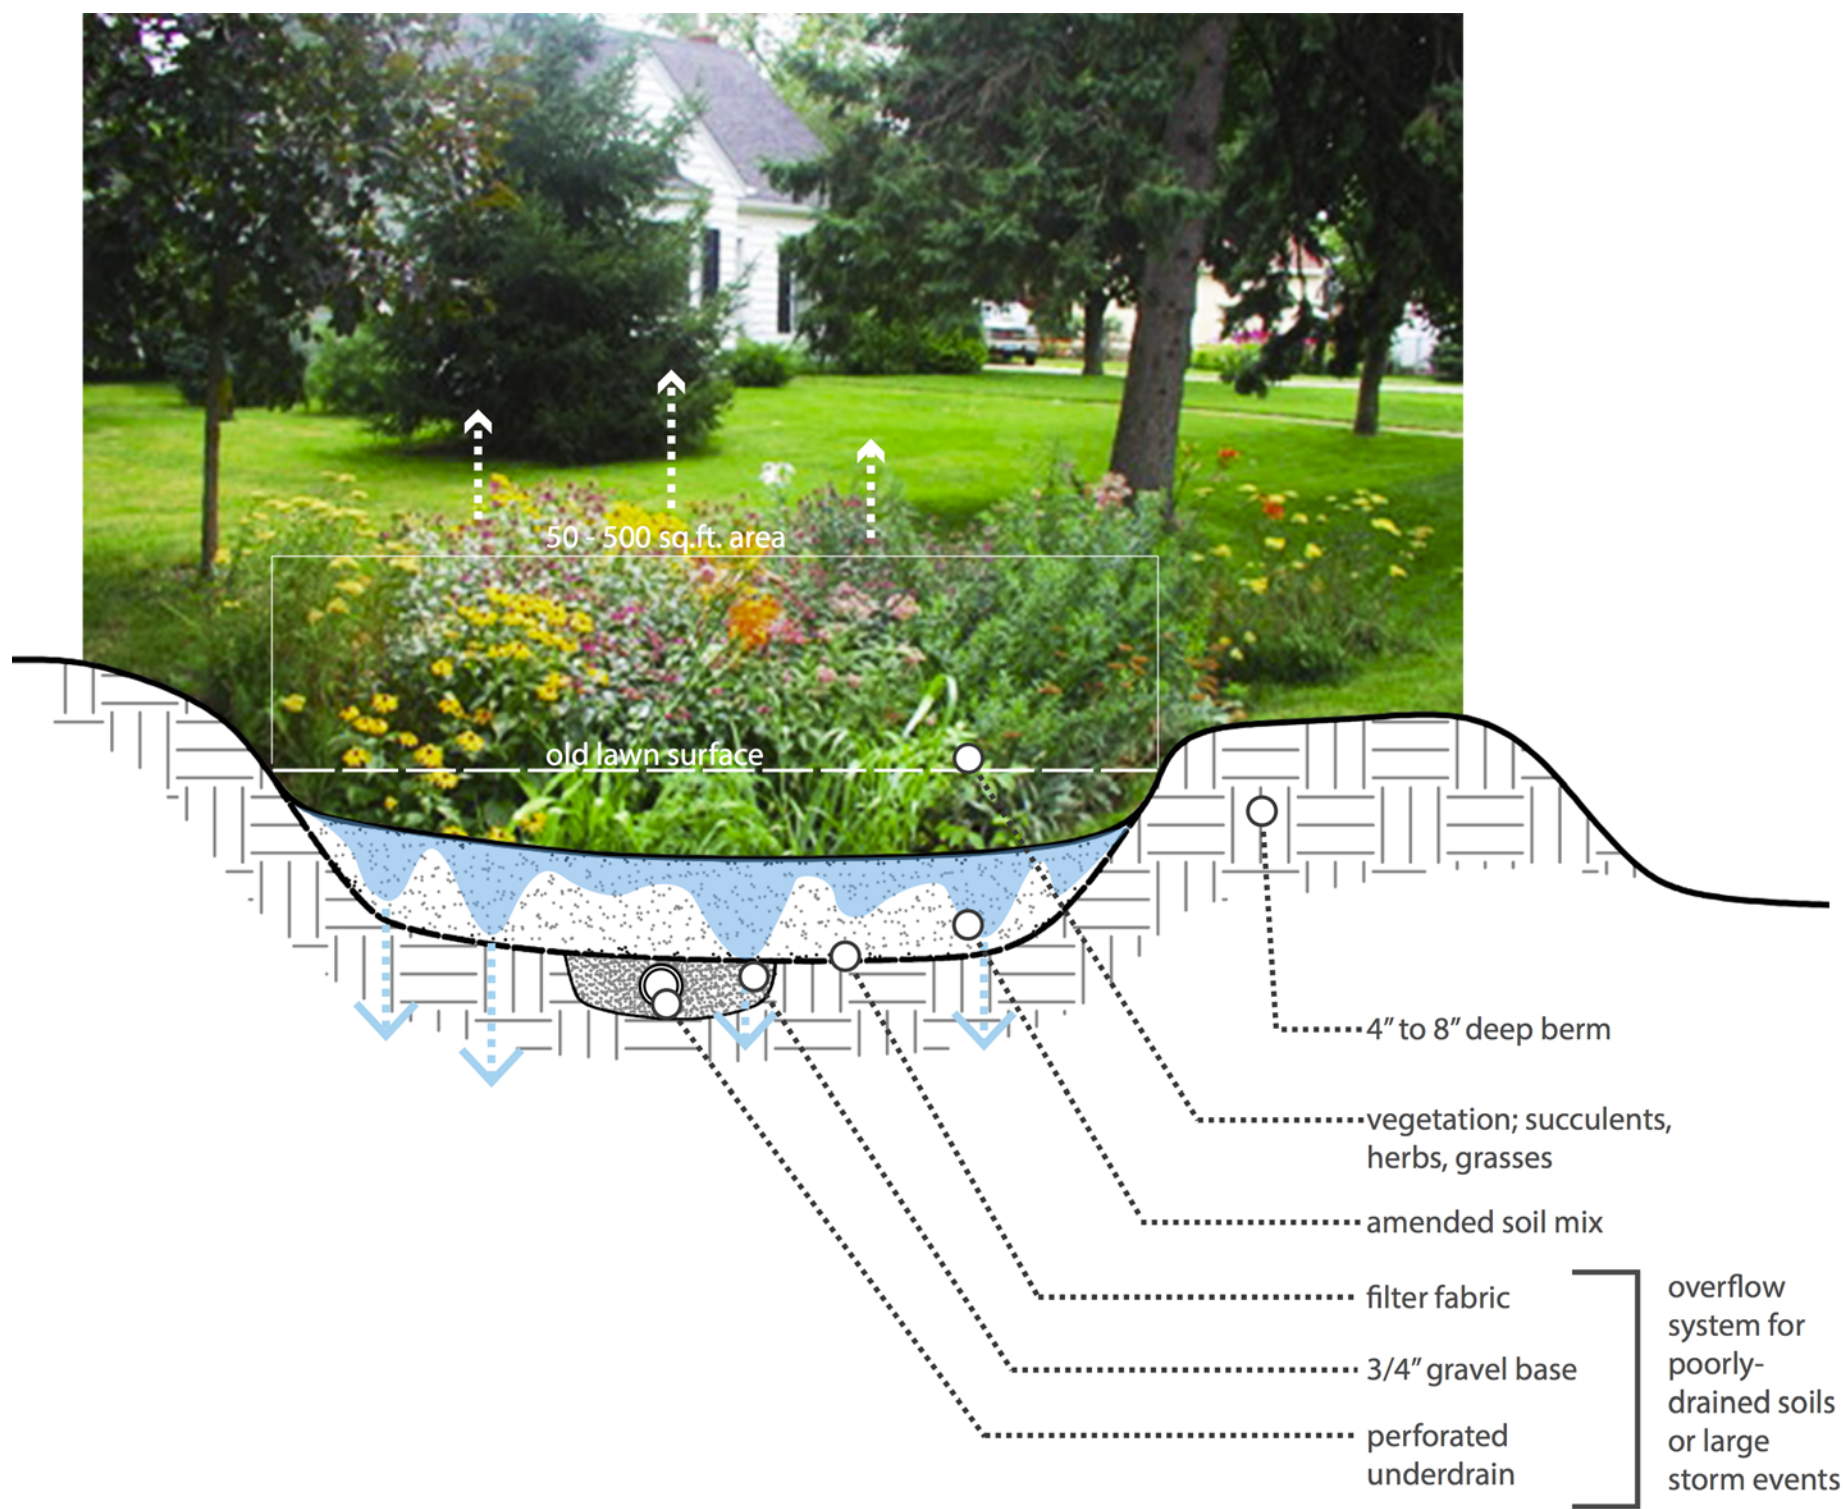 50 - 500 sq.ft. area
old lawn surface
4” to 8” deep berm
vegetation; succulents,
herbs, grasses
amended soil mix
filter fabric
3/4” gravel base
perforated
underdrain
overflow
system for
poorly-
drained soils
or large
storm events